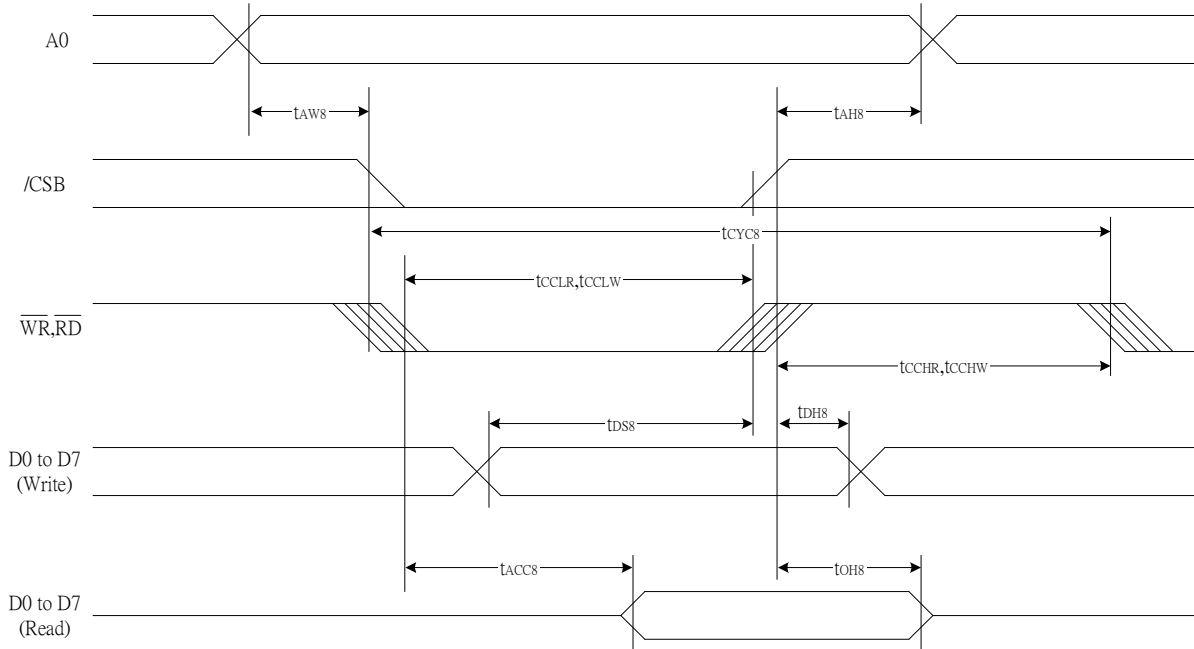 A0
tAW8
tAH8
/CSB
tCYC8
tCCLR,tCCLW
WR,RD
tCCHR,tCCHW
tDH8
tDS8
D0 to D7
(Write)
tACC8
tOH8
D0 to D7
(Read)